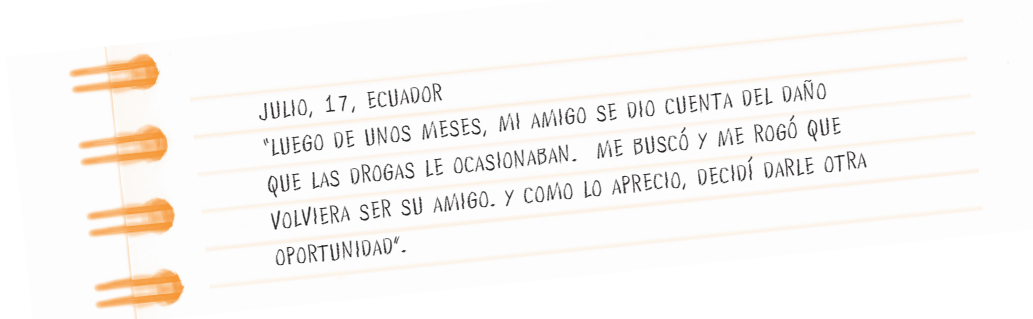 JULIO, 17, ECUADOR
"LUEGO DE UNOS MESES, MI AMIGO SE DIO CUENTA DEL DAÑO
QUE LAS DROGAS LE OCASIONABAN. ME BUSCÓ Y ME ROGÓ QUE
VOLVIERA SER SU AMIGO. Y COMO LO APRECIO, DECIDÍ DARLE OTRA
OPORTUNIDAD".